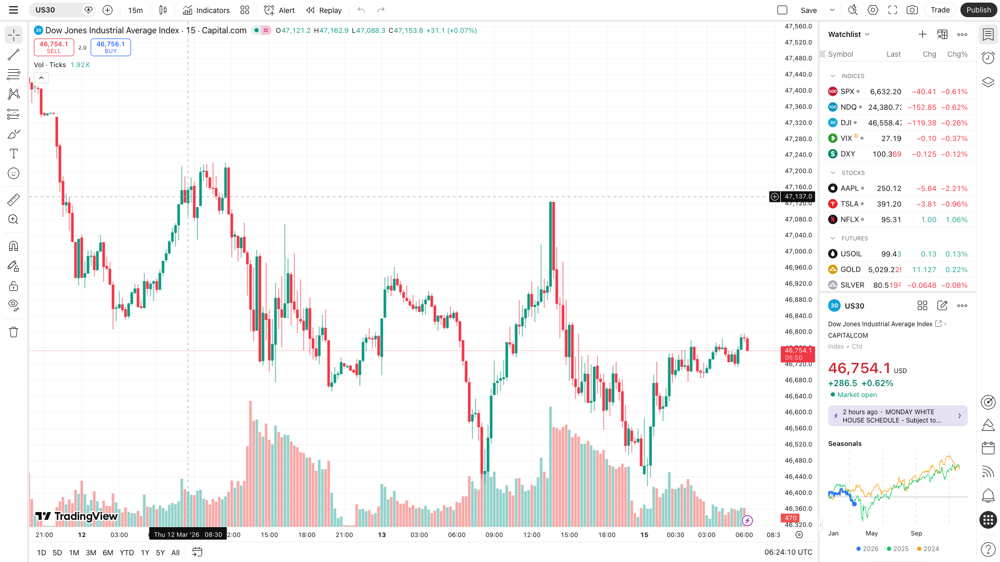 US30 15m Indicators Alert Replay Save Trade Publish
30 Dow Jones Industrial Average Index · 15 · Capital.com O47,121.2 H47,162.9 L47,088.3 C47,153.8 +31.1 (+0.07%)
46,754.1 SELL 2.0 46,756.1 BUY
Vol · Ticks 1.92K
47,560.0
47,520.0
47,480.0
47,440.0
47,400.0
47,360.0
47,320.0
47,280.0
47,240.0
47,200.0
47,160.0
47,137.0
47,120.0
47,080.0
47,040.0
47,000.0
46,960.0
46,920.0
46,880.0
46,840.0
46,800.0
46,754.1
05:50
46,720.0
46,680.0
46,640.0
46,600.0
46,560.0
46,520.0
46,480.0
46,440.0
46,400.0
46,360.0
470
46,320.0
TradingView
21:00 12 03:00 Thu 12 Mar '26 08:30 2:00 15:00 18:00 21:00 13 03:00 06:00 09:00 12:00 15:00 18:00 15 00:30 03:00 06:00 08:3
1D 5D 1M 3M 6M YTD 1Y 5Y All
06:24:10 UTC
Watchlist
Symbol Last Chg Chg%
INDICES
500 SPX 6,632.20 −40.41 −0.61%
100 NDQ 24,380.73 −152.85 −0.62%
30 DJI 46,558.47 −119.38 −0.26%
VIX D 27.19 −0.10 −0.37%
$ DXY 100.369 −0.125 −0.12%
STOCKS
AAPL 250.12 −5.64 −2.21%
TSLA 391.20 −3.81 −0.96%
N NFLX 95.31 1.00 1.06%
FUTURES
USOIL 99.43 0.13 0.13%
GOLD 5,029.225 11.127 0.22%
SILVER 80.5192 −0.0648 −0.08%
30 US30
Dow Jones Industrial Average Index •
CAPITALCOM
Index • Cfd
46,754.1 USD
+286.5 +0.62%
Market open
2 hours ago • MONDAY WHITE
HOUSE SCHEDULE - Subject to...
Seasonals
Jan May Sep
2026 2025 2024